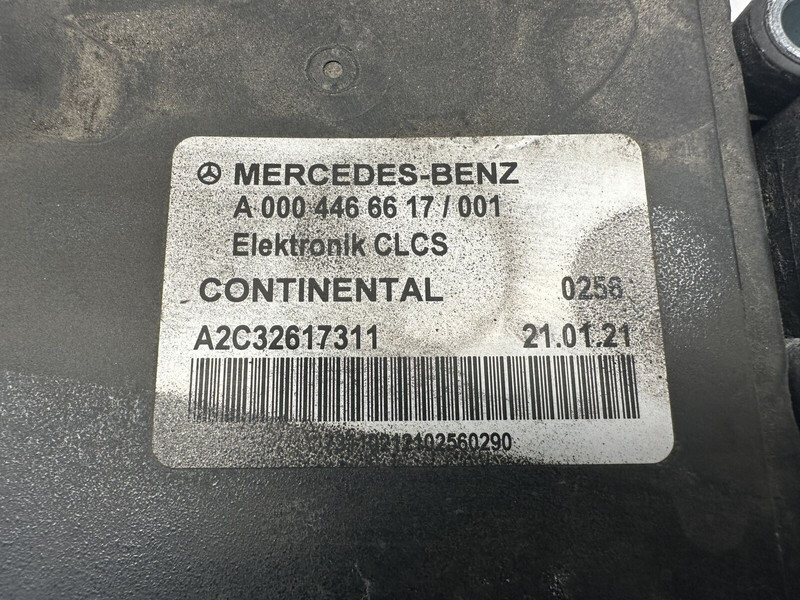 MERCEDES-BENZ
A 000 446 66 17 / 001
Elektronik CLCS
CONTINENTAL 0256
A2C32617311 21.01.21